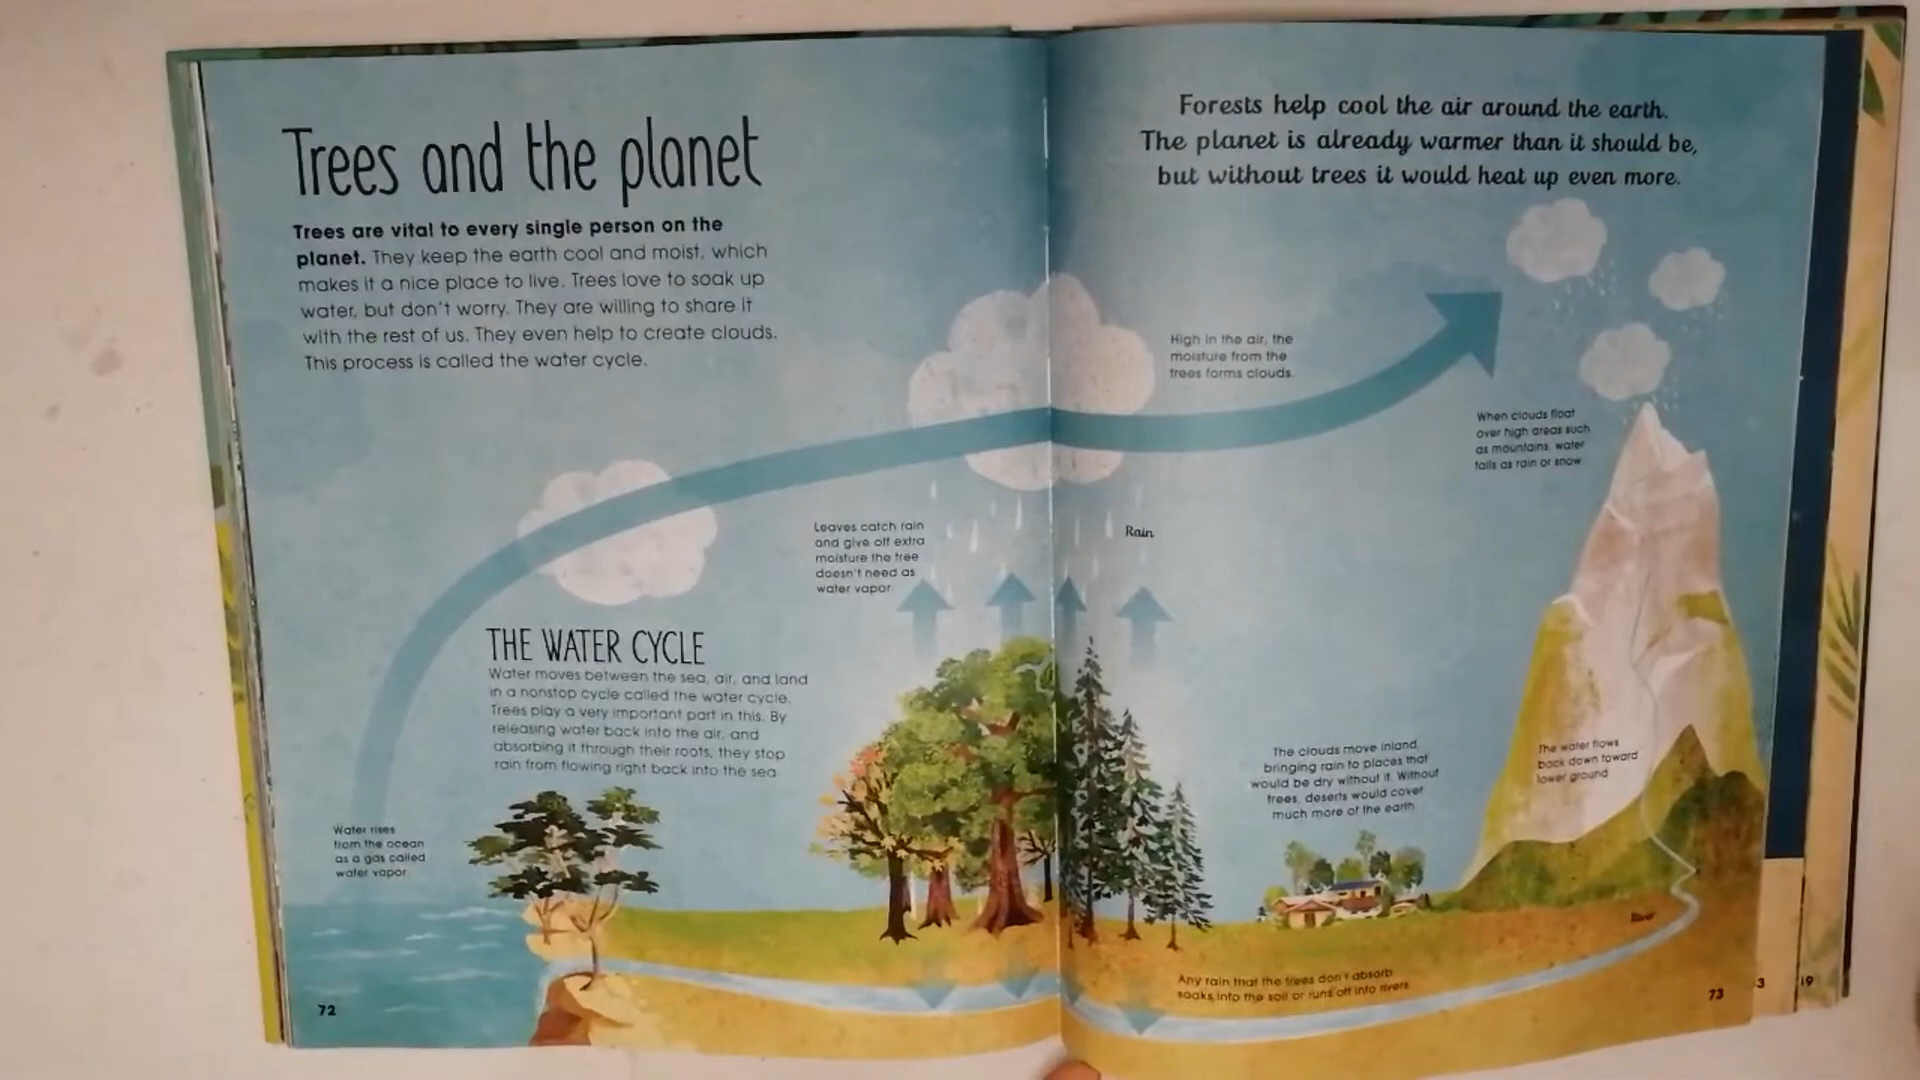 Trees and the planet
Trees are vital to every single person on the
planet. They keep the earth cool and moist, which
makes it a nice place to live. Trees love to soak up
water, but don't worry. They are willing to share it
with the rest of us. They even help to create clouds.
This process is called the water cycle.
THE WATER CYCLE
Water moves between the sea, air, and land
in a nonstop cycle called the water cycle.
Trees play a very important part in this. By
releasing water back into the air, and
absorbing it through their roots, they stop
rain from flowing right back into the sea.
Water rises
from the ocean
as a gas called
water vapor.
Leaves catch rain
and give off extra
moisture the tree
doesn't need as
water vapor.
72
Forests help cool the air around the earth.
The planet is already warmer than it should be,
but without trees it would heat up even more.
High in the air, the
moisture from the
trees forms clouds.
When clouds float
over high areas such
as mountains, water
falls as rain or snow.
Rain
The clouds move inland,
bringing rain to places that
would be dry without it. Without
trees, deserts would cover
much more of the earth.
The water flows
back down toward
lower ground.
River
Any rain that the trees don't absorb
soaks into the soil or runs off into rivers.
73
3
19